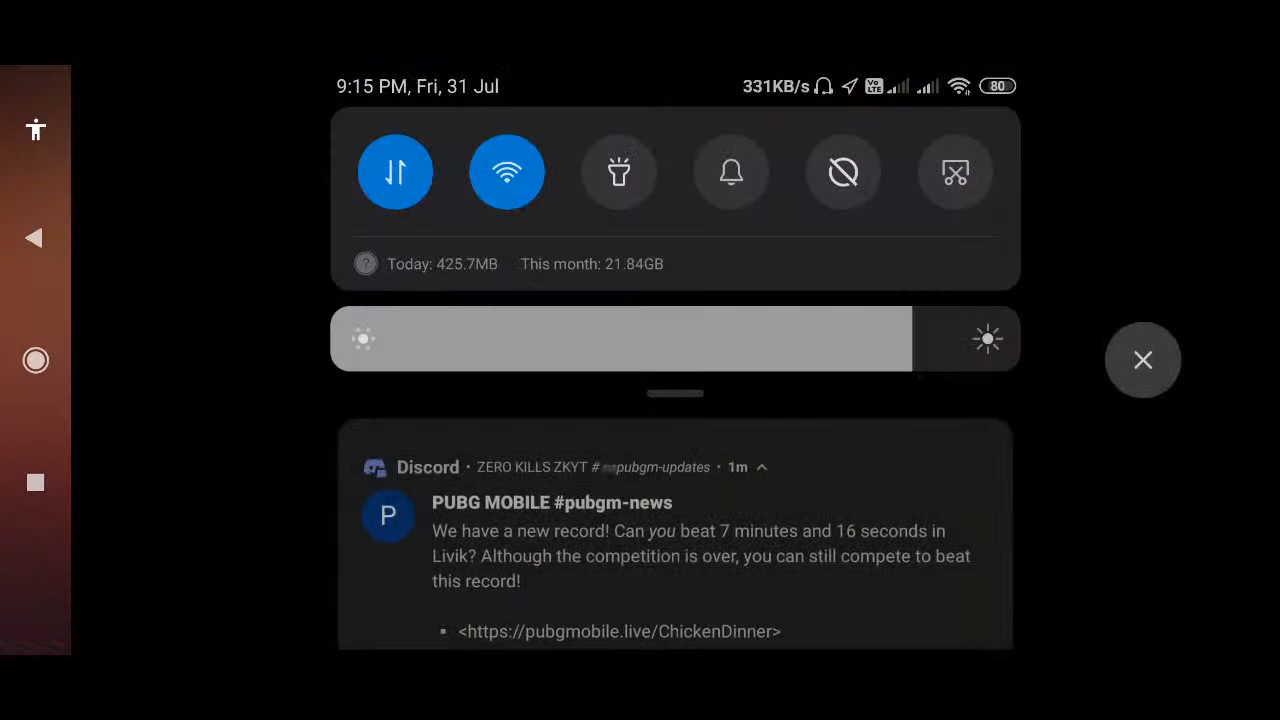 9:15 PM, Fri, 31 Jul 331KB/s Vo LTE 80
? Today: 425.7MB This month: 21.84GB
Discord • ZERO KILLS ZKYT # pubgm-updates • 1m
P PUBG MOBILE #pubgm-news
We have a new record! Can you beat 7 minutes and 16 seconds in
Livik? Although the competition is over, you can still compete to beat
this record!
▪ <https://pubgmobile.live/ChickenDinner>